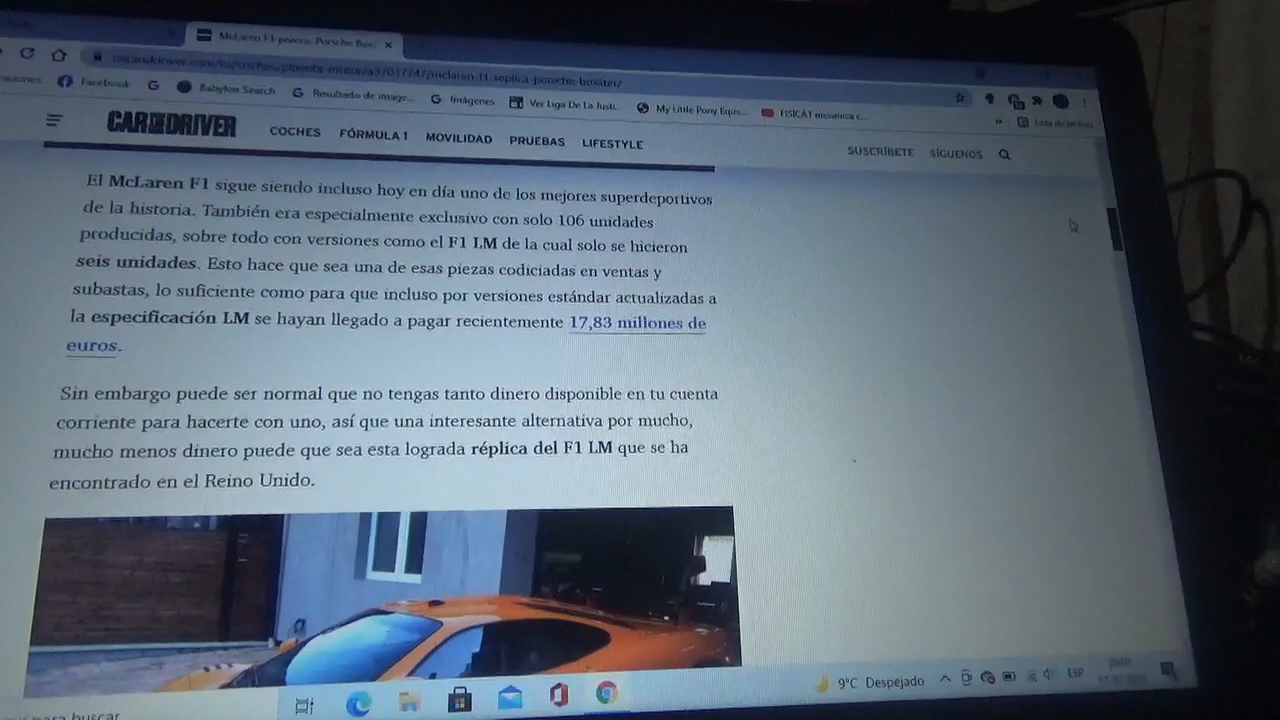 McLaren F1
Facebook
Babylon Search
Resultado de image...
Imágenes
Ver Liga De La Justi...
My Little Pony Eque...
CAR AND DRIVER
COCHES
FÓRMULA 1
MOVILIDAD
PRUEBAS
LIFESTYLE
SUSCRÍBETE
SÍGUENOS
El McLaren F1 sigue siendo incluso hoy en día uno de los mejores superdeportivos
de la historia. También era especialmente exclusivo con solo 106 unidades
producidas, sobre todo con versiones como el F1 LM de la cual solo se hicieron
seis unidades. Esto hace que sea una de esas piezas codiciadas en ventas y
subastas, lo suficiente como para que incluso por versiones estándar actualizadas a
la especificación LM se hayan llegado a pagar recientemente 17,83 millones de
euros.
Sin embargo puede ser normal que no tengas tanto dinero disponible en tu cuenta
corriente para hacerte con uno, así que una interesante alternativa por mucho,
mucho menos dinero puede que sea esta lograda réplica del F1 LM que se ha
encontrado en el Reino Unido.
para buscar
9°C Despejado
ESP